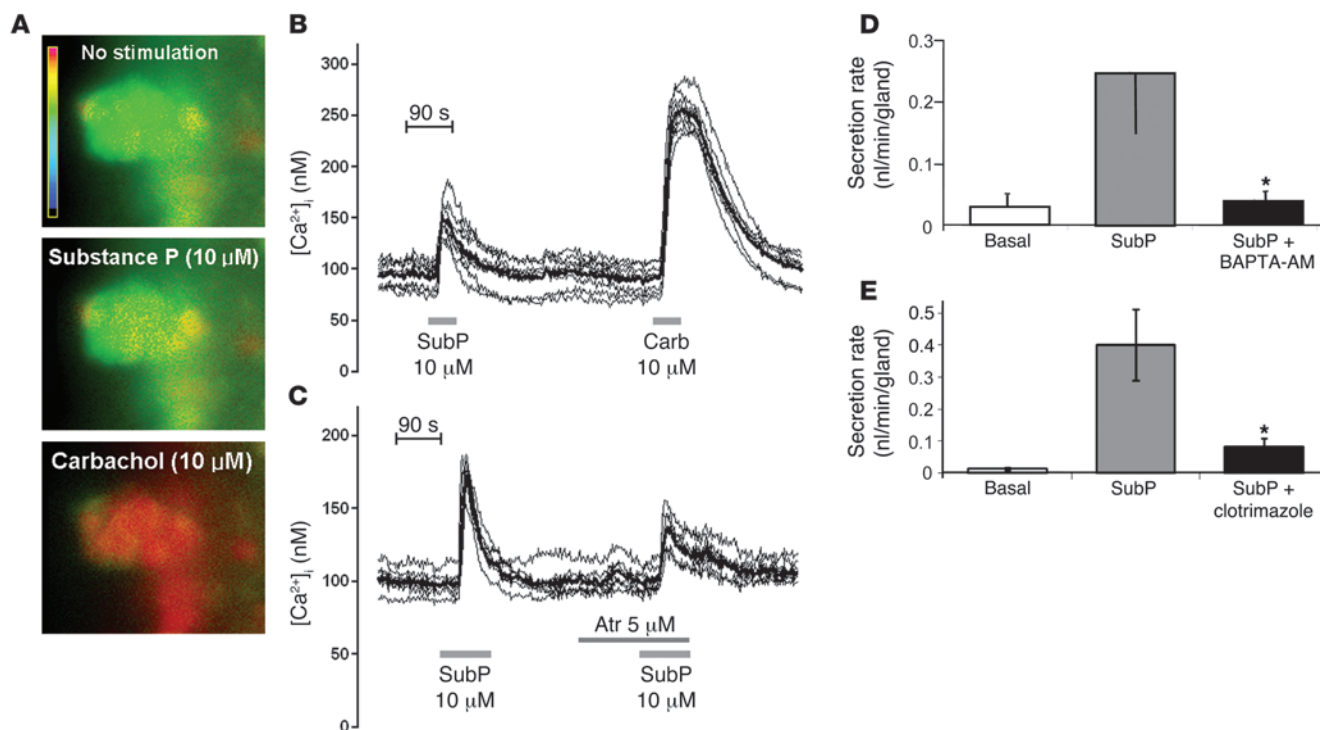 A
No stimulation
Substance P (10 μM)
Carbachol (10 μM)
B
300
250
200
150
100
50
0
[Ca²⁺]ᵢ (nM)
90 s
SubP
10 μM
Carb
10 μM
C
200
150
100
50
0
[Ca²⁺]ᵢ (nM)
90 s
Atr 5 μM
SubP
10 μM
SubP
10 μM
D
Secretion rate
(nl/min/gland)
0.3
0.2
0.1
0
*
Basal
SubP
SubP +
BAPTA-AM
E
Secretion rate
(nl/min/gland)
0.5
0.4
0.3
0.2
0.1
0
*
Basal
SubP
SubP +
clotrimazole